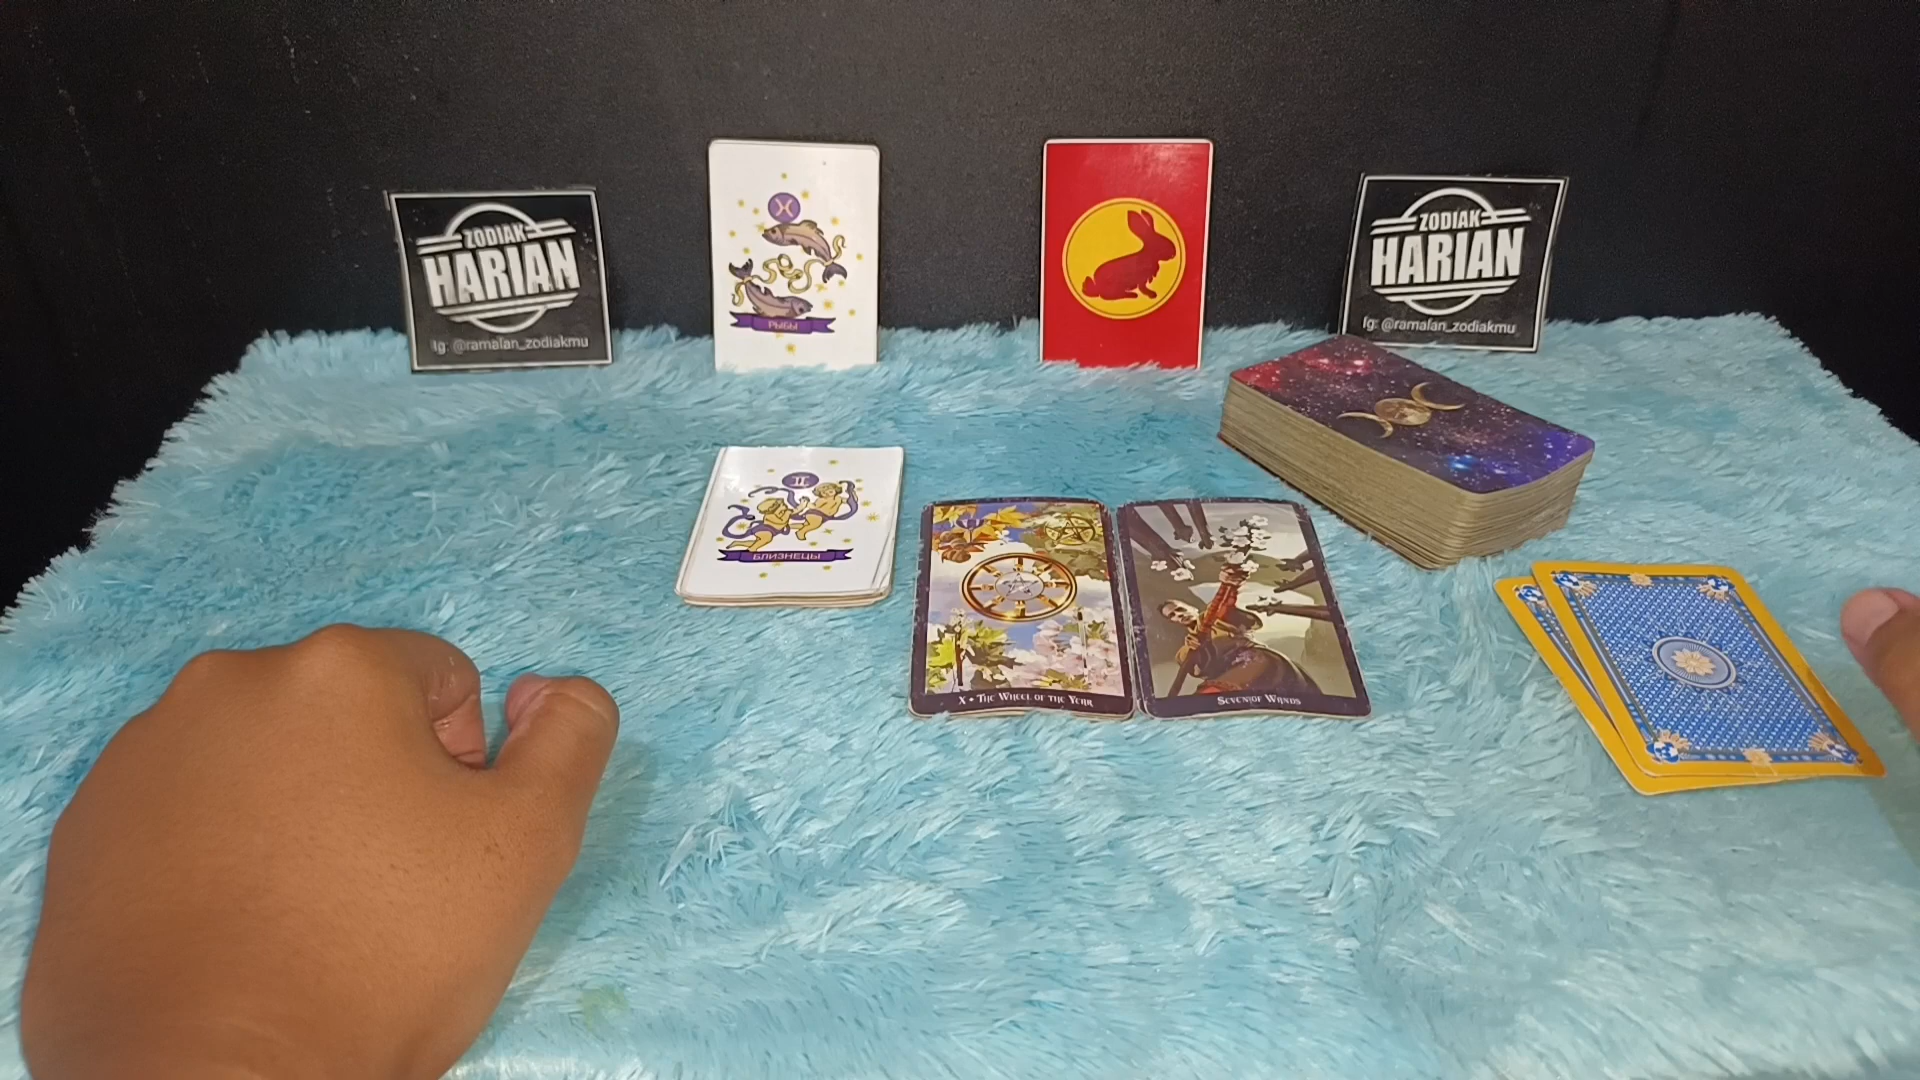 ZODIAK
HARIAN
Ig: @ramalan_zodiakmu
РЫБЫ
ZODIAK
HARIAN
Ig: @ramalan_zodiakmu
БЛИЗНЕЦЫ
X • THE WHEEL OF THE YEAR
SEVEN OF WANDS